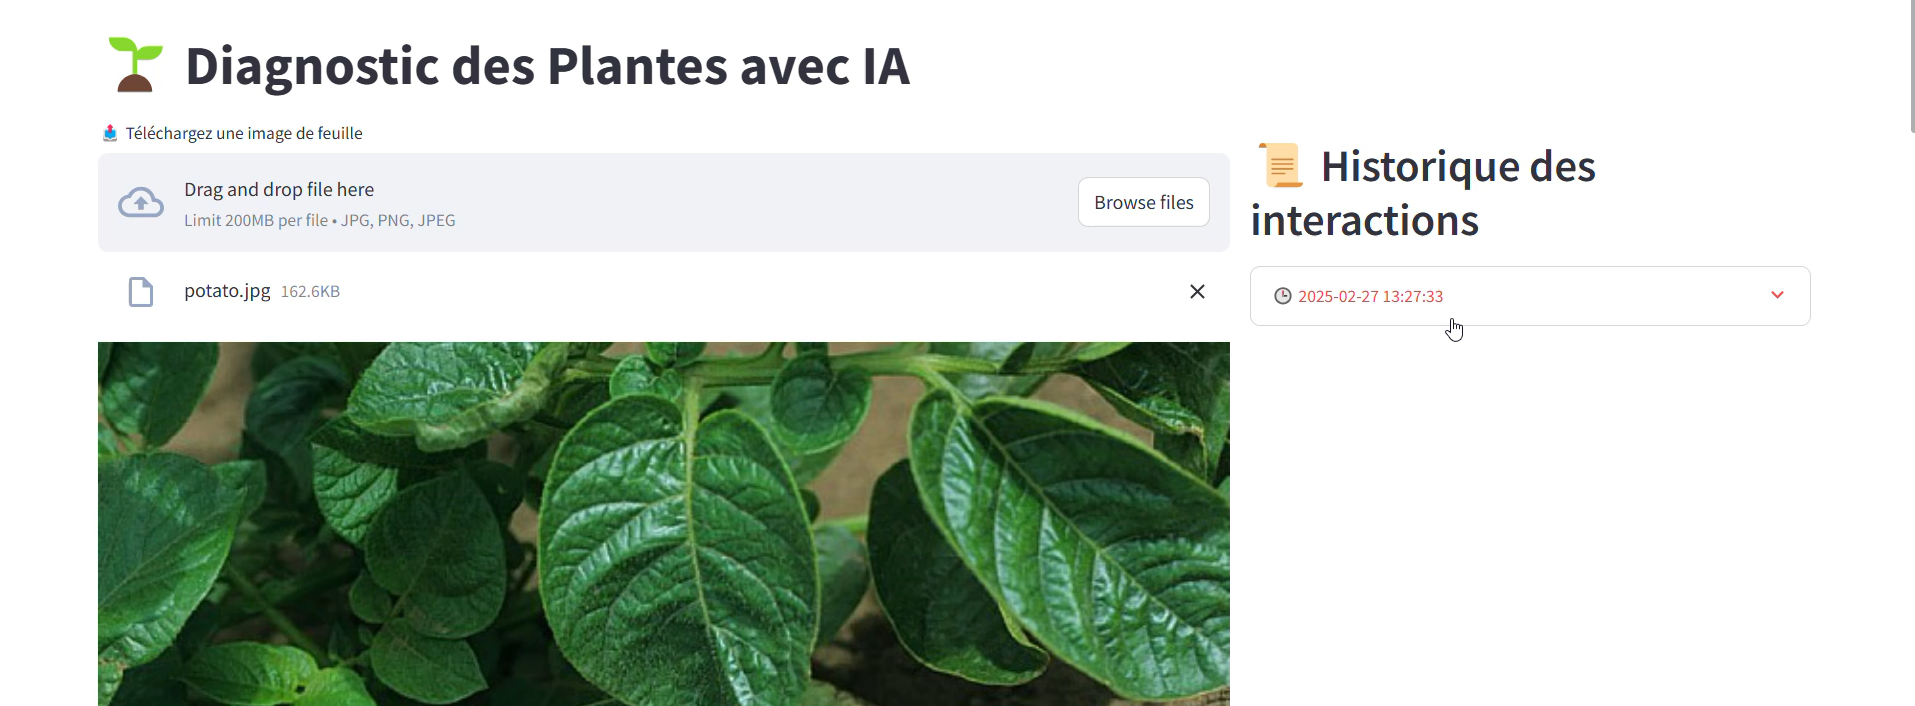 Diagnostic des Plantes avec IA
Téléchargez une image de feuille
Drag and drop file here
Limit 200MB per file • JPG, PNG, JPEG
Browse files
potato.jpg 162.6KB
Historique des
interactions
2025-02-27 13:27:33